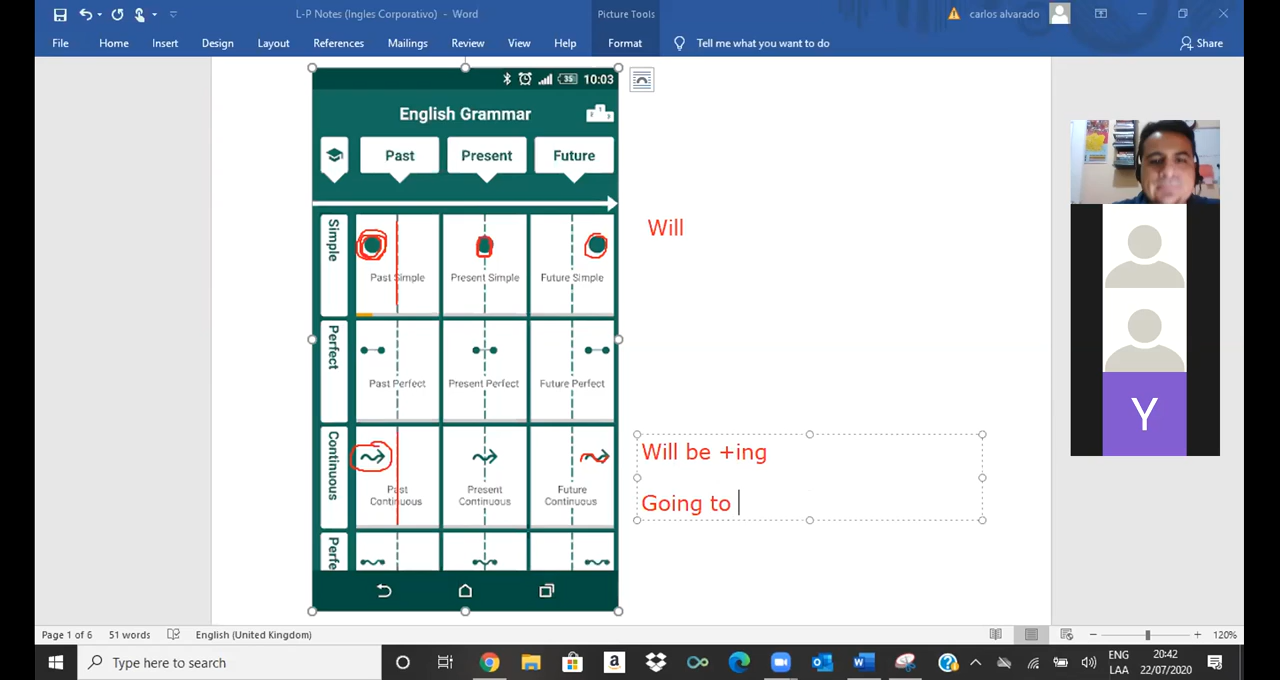 L-P Notes (Ingles Corporativo) - Word
Picture Tools
carlos alvarado
File Home Insert Design Layout References Mailings Review View Help Format Tell me what you want to do Share
35 10:03
English Grammar
Past Present Future
Simple
Will
Past Simple Present Simple Future Simple
Perfect
Past Perfect Present Perfect Future Perfect
Continuous
Will be +ing
Past Continuous Present Continuous Future Continuous
Going to
Perfe
Y
Page 1 of 6 51 words English (United Kingdom) 120%
Type here to search
ENG 20:42
LAA 22/07/2020